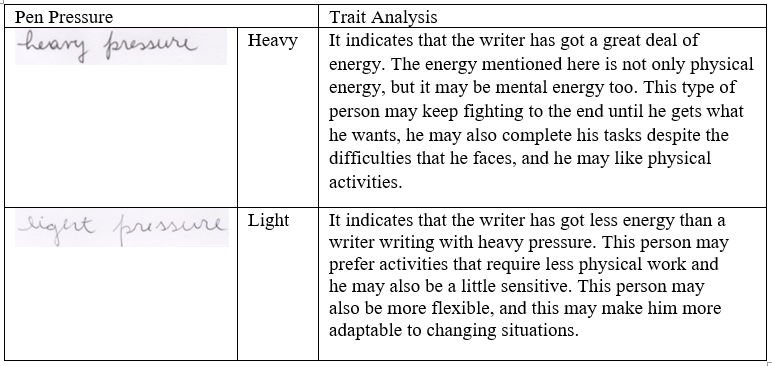 Pen Pressure Trait Analysis
heavy pressure Heavy It indicates that the writer has got a great deal of
energy. The energy mentioned here is not only physical
energy, but it may be mental energy too. This type of
person may keep fighting to the end until he gets what
he wants, he may also complete his tasks despite the
difficulties that he faces, and he may like physical
activities.
light pressure Light It indicates that the writer has got less energy than a
writer writing with heavy pressure. This person may
prefer activities that require less physical work and
he may also be a little sensitive. This person may
also be more flexible, and this may make him more
adaptable to changing situations.